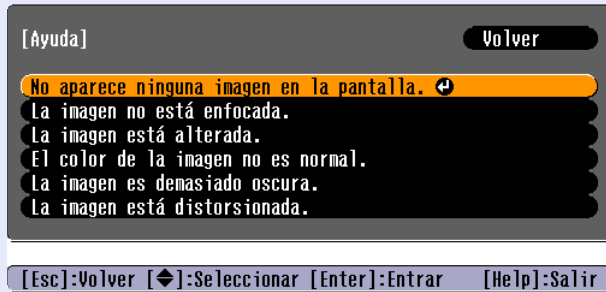 [Ayuda] Volver
No aparece ninguna imagen en la pantalla.
La imagen no está enfocada.
La imagen está alterada.
El color de la imagen no es normal.
La imagen es demasiado oscura.
La imagen está distorsionada.
[Esc]:Volver [◆]:Seleccionar [Enter]:Entrar [Help]:Salir